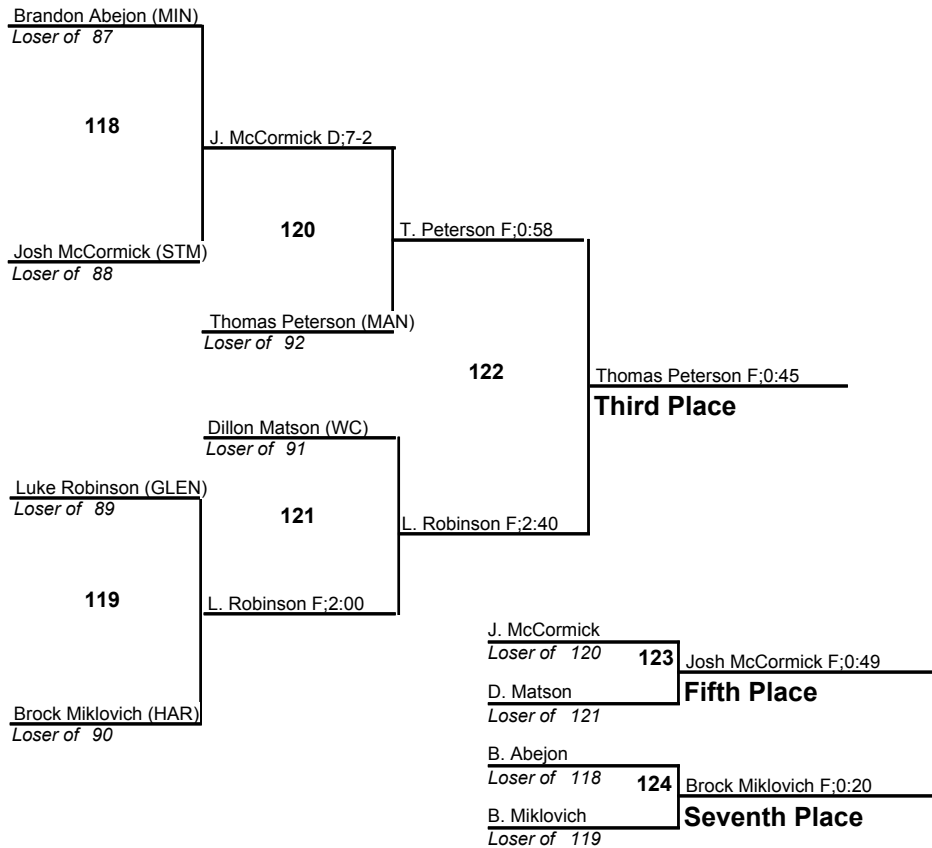 Brandon Abejon (MIN)
Loser of 87
118
J. McCormick D;7-2
120
T. Peterson F;0:58
Josh McCormick (STM)
Loser of 88
Thomas Peterson (MAN)
Loser of 92
122
Thomas Peterson F;0:45
Third Place
Dillon Matson (WC)
Loser of 91
Luke Robinson (GLEN)
Loser of 89
121
L. Robinson F;2:40
119
L. Robinson F;2:00
Brock Miklovich (HAR)
Loser of 90
J. McCormick
Loser of 120
123
Josh McCormick F;0:49
Fifth Place
D. Matson
Loser of 121
B. Abejon
Loser of 118
124
Brock Miklovich F;0:20
Seventh Place
B. Miklovich
Loser of 119